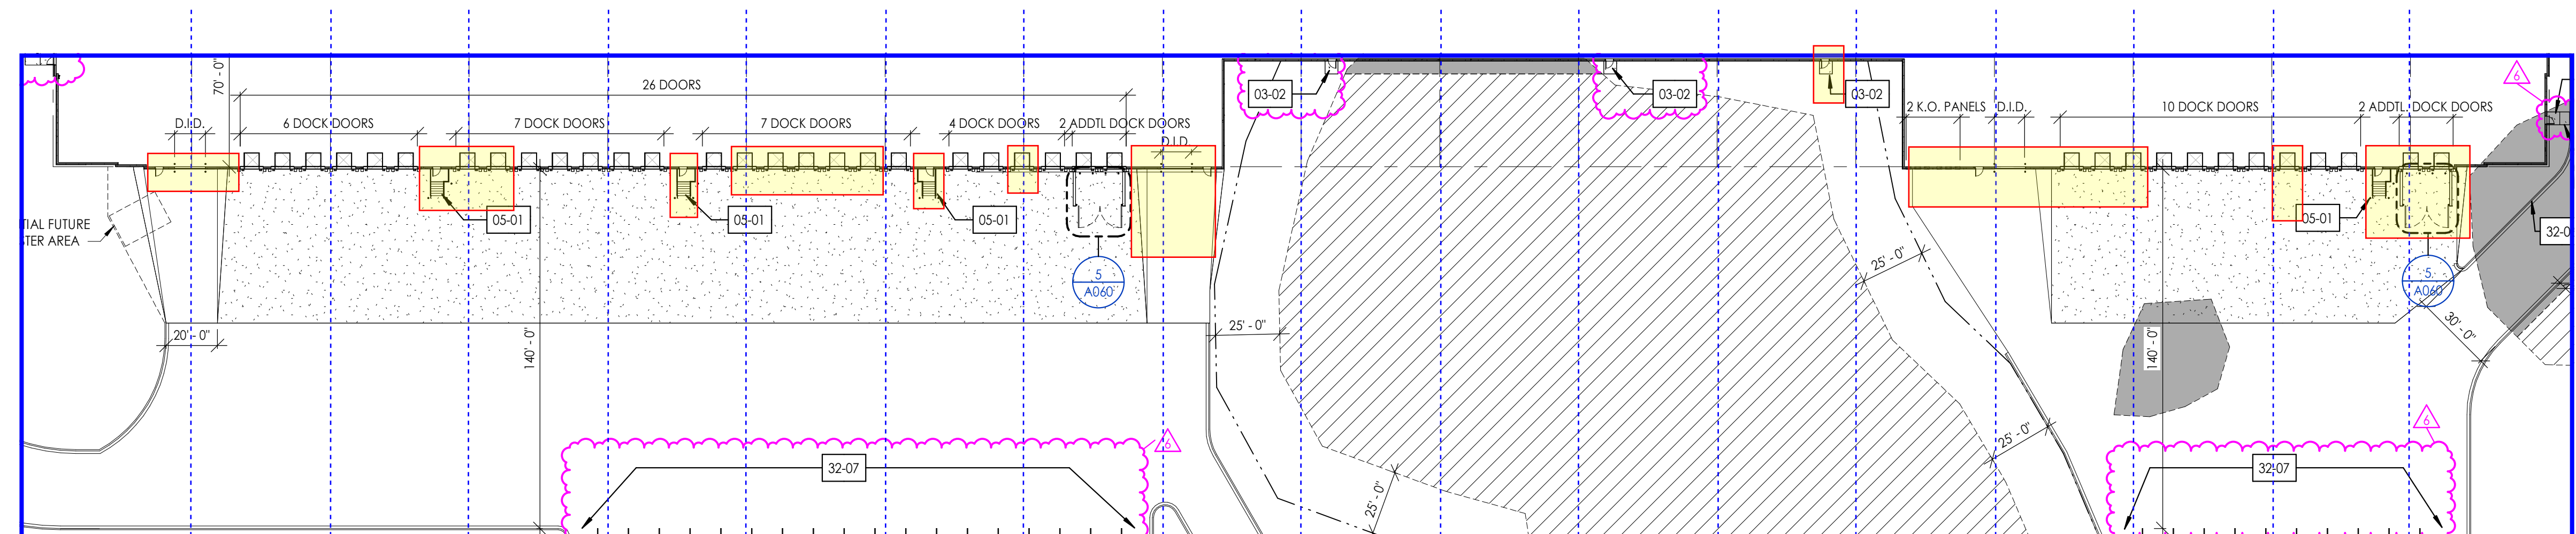 70' - 0"
26 DOORS
D.I.D.
6 DOCK DOORS
7 DOCK DOORS
7 DOCK DOORS
4 DOCK DOORS
2 ADDTL DOCK DOORS
D.I.D.
03-02
03-02
03-02
2 K.O. PANELS
D.I.D.
10 DOCK DOORS
2 ADDTL. DOCK DOORS
6
05-01
05-01
05-01
05-01
TIAL FUTURE
TER AREA
32-0
5
A060
5
A060
20' - 0"
140' - 0"
25' - 0"
25' - 0"
140' - 0"
30' - 0"
25' - 0"
25' - 0"
6
6
32-07
32-07